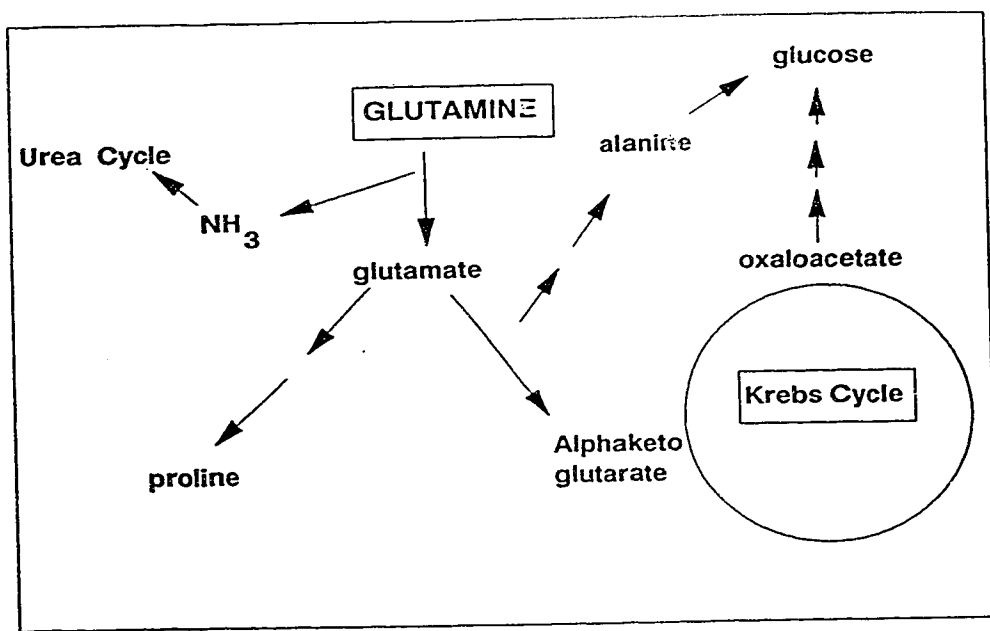 glucose
GLUTAMINE
alanine
Urea Cycle
NH3
oxaloacetate
glutamate
Krebs Cycle
Alphaketo
glutarate
proline